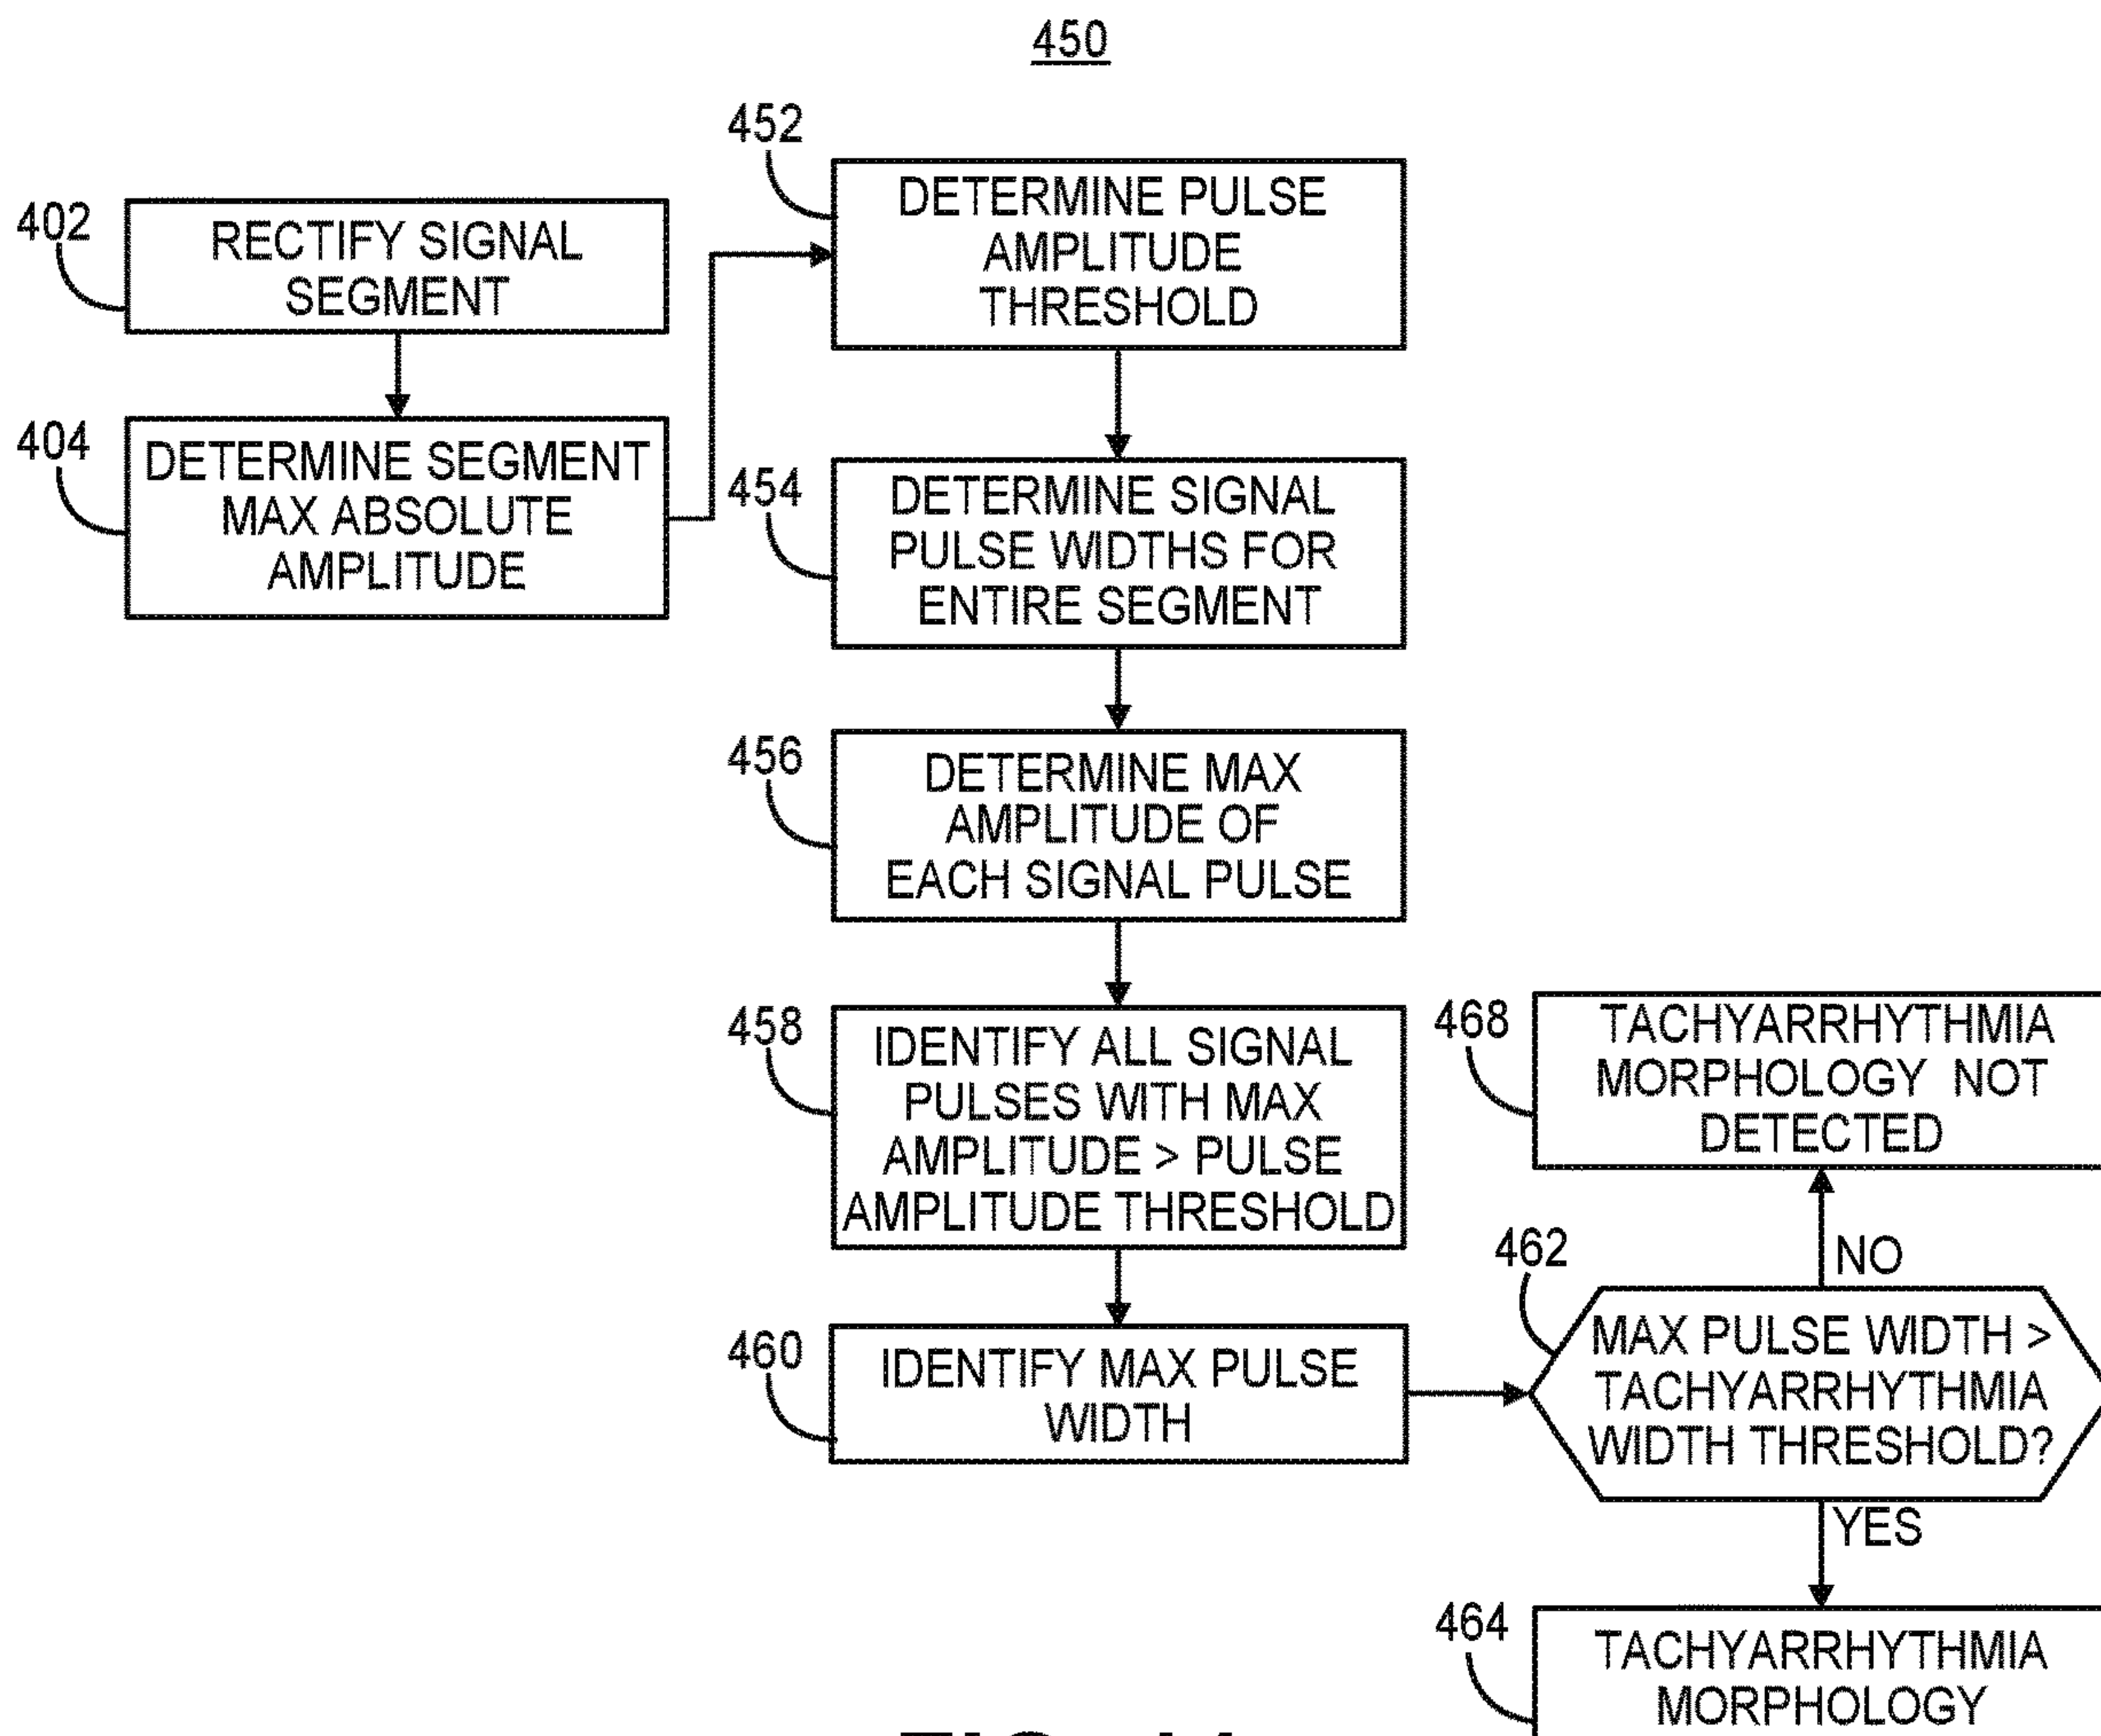 450
402
RECTIFY SIGNAL
SEGMENT
404
DETERMINE SEGMENT
MAX ABSOLUTE
AMPLITUDE
452
DETERMINE PULSE
AMPLITUDE
THRESHOLD
454
DETERMINE SIGNAL
PULSE WIDTHS FOR
ENTIRE SEGMENT
456
DETERMINE MAX
AMPLITUDE OF
EACH SIGNAL PULSE
458
IDENTIFY ALL SIGNAL
PULSES WITH MAX
AMPLITUDE > PULSE
AMPLITUDE THRESHOLD
460
IDENTIFY MAX PULSE
WIDTH
462
MAX PULSE WIDTH >
TACHYARRHYTHMIA
WIDTH THRESHOLD?
NO
468
TACHYARRHYTHMIA
MORPHOLOGY NOT
DETECTED
YES
464
TACHYARRHYTHMIA
MORPHOLOGY